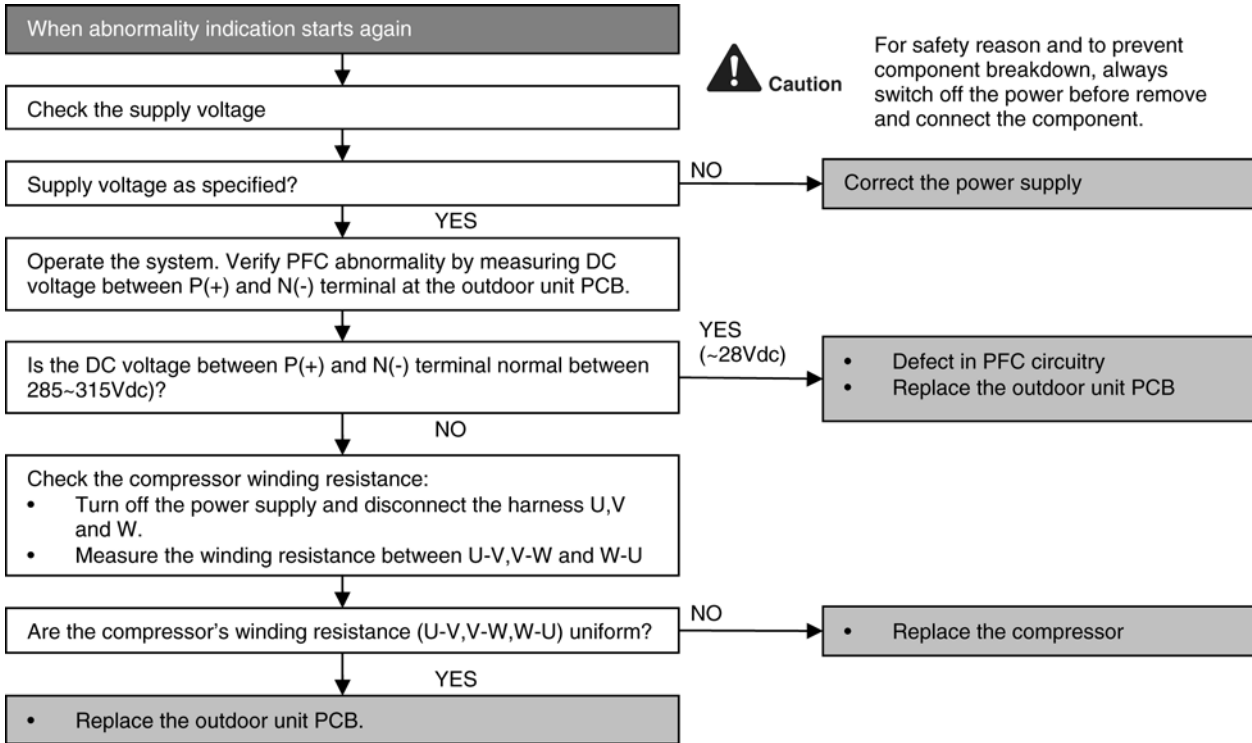 When abnormality indication starts again
For safety reason and to prevent
component breakdown, always
switch off the power before remove
and connect the component.
Caution
Check the supply voltage
Supply voltage as specified?
NO
Correct the power supply
YES
Operate the system. Verify PFC abnormality by measuring DC
voltage between P(+) and N(-) terminal at the outdoor unit PCB.
Is the DC voltage between P(+) and N(-) terminal normal between
285~315Vdc)?
YES
(~28Vdc)
• Defect in PFC circuitry
• Replace the outdoor unit PCB
NO
Check the compressor winding resistance:
• Turn off the power supply and disconnect the harness U,V
and W.
• Measure the winding resistance between U-V,V-W and W-U
Are the compressor's winding resistance (U-V,V-W,W-U) uniform?
NO
• Replace the compressor
YES
• Replace the outdoor unit PCB.